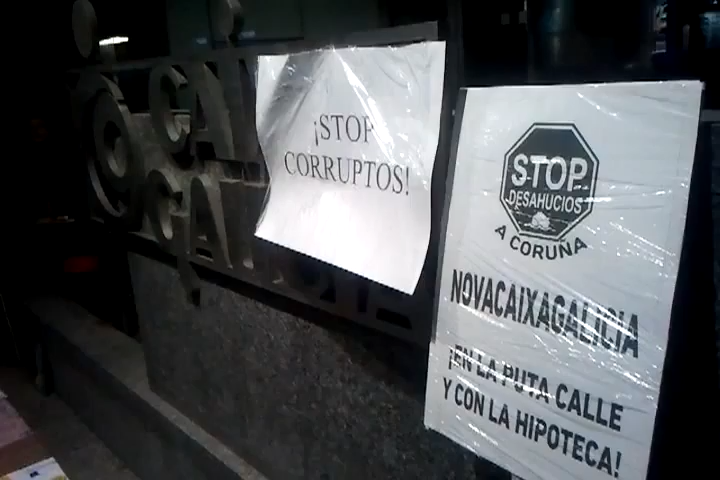 ¡STOP
CORRUPTOS!
STOP
DESAHUCIOS
A CORUÑA
NOVACAIXAGALICIA
¡EN LA PUTA CALLE
Y CON LA HIPOTECA!